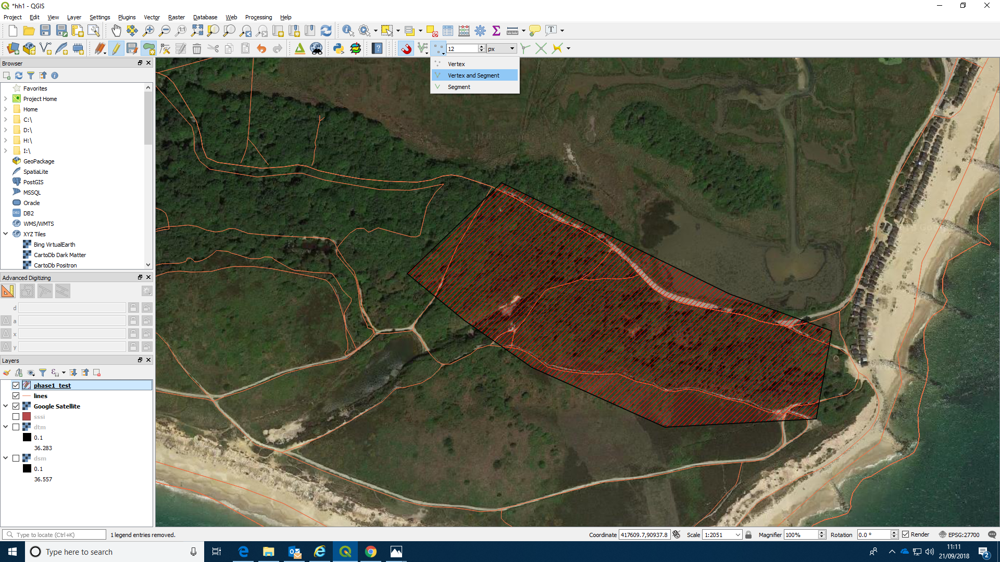 *hh1 - QGIS
Project Edit View Layer Settings Plugins Vector Raster Database Web Processing Help
1:1
T
12 px
Vertex
Vertex and Segment
Segment
Browser
Favorites
Project Home
Home
C:\
D:\
H:\
I:\
GeoPackage
SpatiaLite
PostGIS
MSSQL
Oracle
DB2 DB2
WMS/WMTS
XYZ Tiles
Bing VirtualEarth
CartoDb Dark Matter
CartoDb Positron
Advanced Digitizing
d
a
x
y
Layers
phase1_test
lines
Google Satellite
sssi
dtm
0.1
36.283
dsm
0.1
36.557
Type to locate (Ctrl+K) 1 legend entries removed. Coordinate 417609.7,90937.8 Scale 1:2051 Magnifier 100% Rotation 0.0 ° Render EPSG:27700
Type here to search
11:11
21/09/2018
2